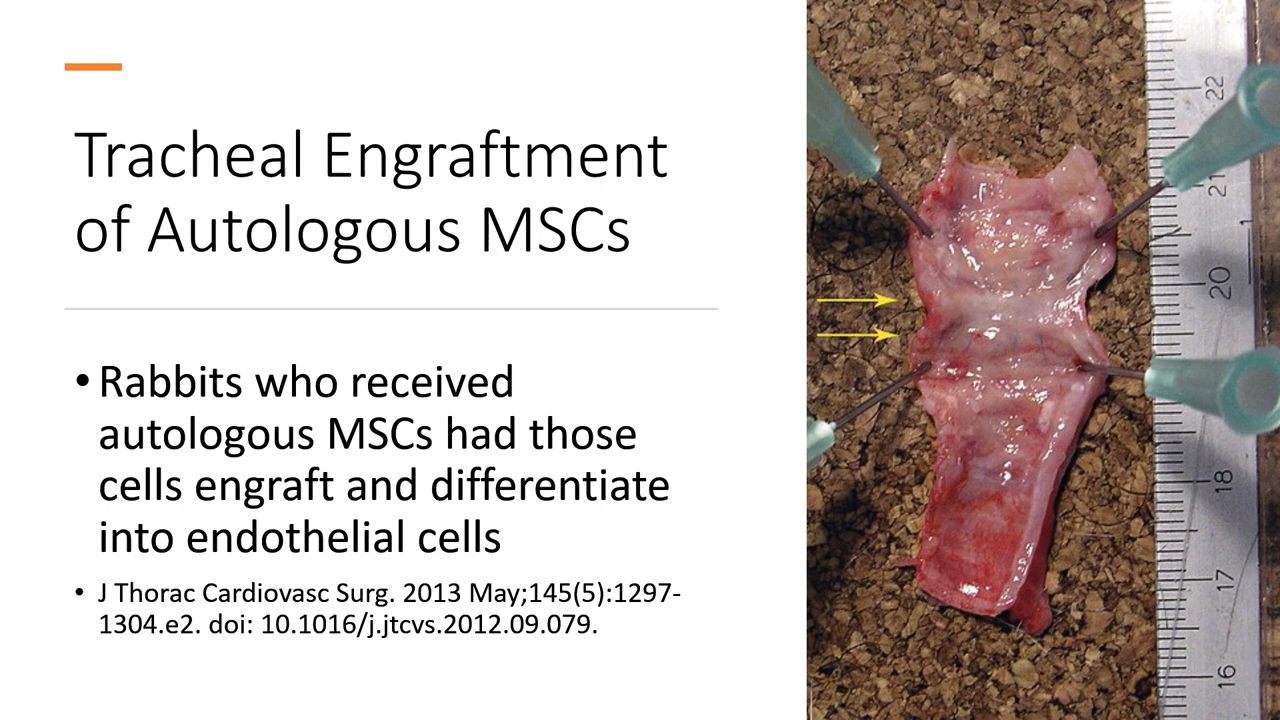 Tracheal Engraftment
of Autologous MSCs
• Rabbits who received
autologous MSCs had those
cells engraft and differentiate
into endothelial cells
• J Thorac Cardiovasc Surg. 2013 May;145(5):1297-
1304.e2. doi: 10.1016/j.jtcvs.2012.09.079.
22
21
1
20
18
17
16